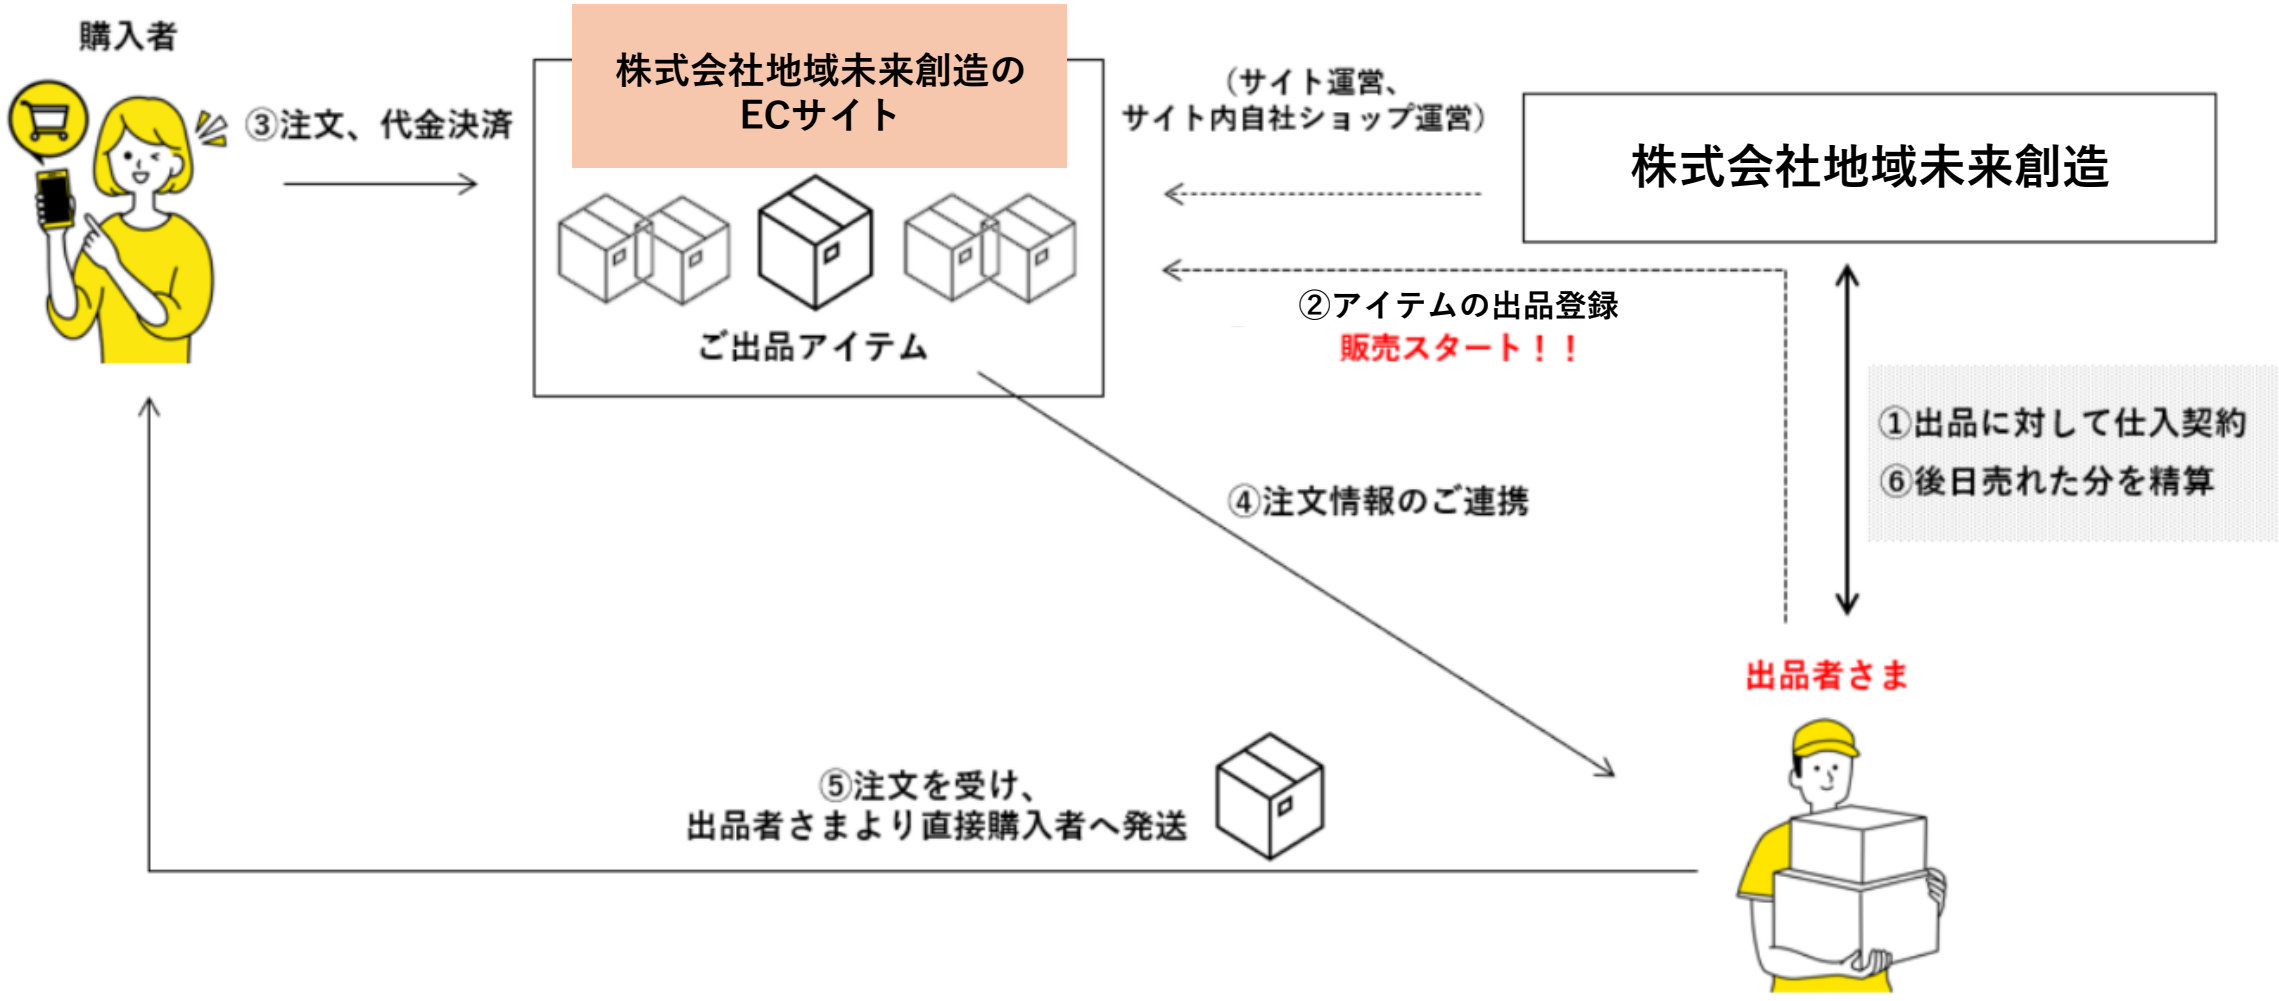 購入者
③注文、代金決済
株式会社地域未来創造の
ECサイト
ご出品アイテム
（サイト運営、
サイト内自社ショップ運営）
株式会社地域未来創造
②アイテムの出品登録
販売スタート！！
①出品に対して仕入契約
⑥後日売れた分を精算
④注文情報のご連携
出品者さま
⑤注文を受け、
出品者さまより直接購入者へ発送